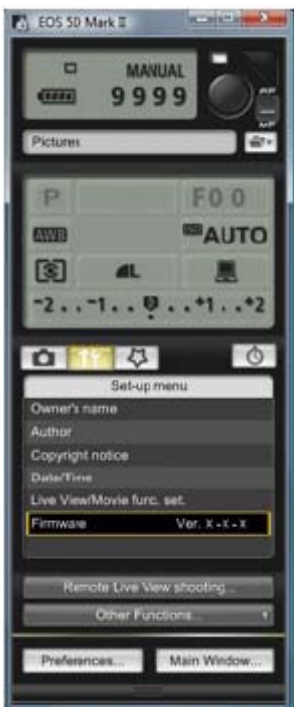 EOS 5D Mark II
MANUAL
9999
Pictures
P
F00
AWB
ISO AUTO
L
-2..-1..0..+1..+2
Set-up menu
Owner's name
Author
Copyright notice
Date/Time
Live View/Movie func. set.
Firmware Ver. X-X-X
Remote Live View shooting...
Other Functions...
Preferences...
Main Window...